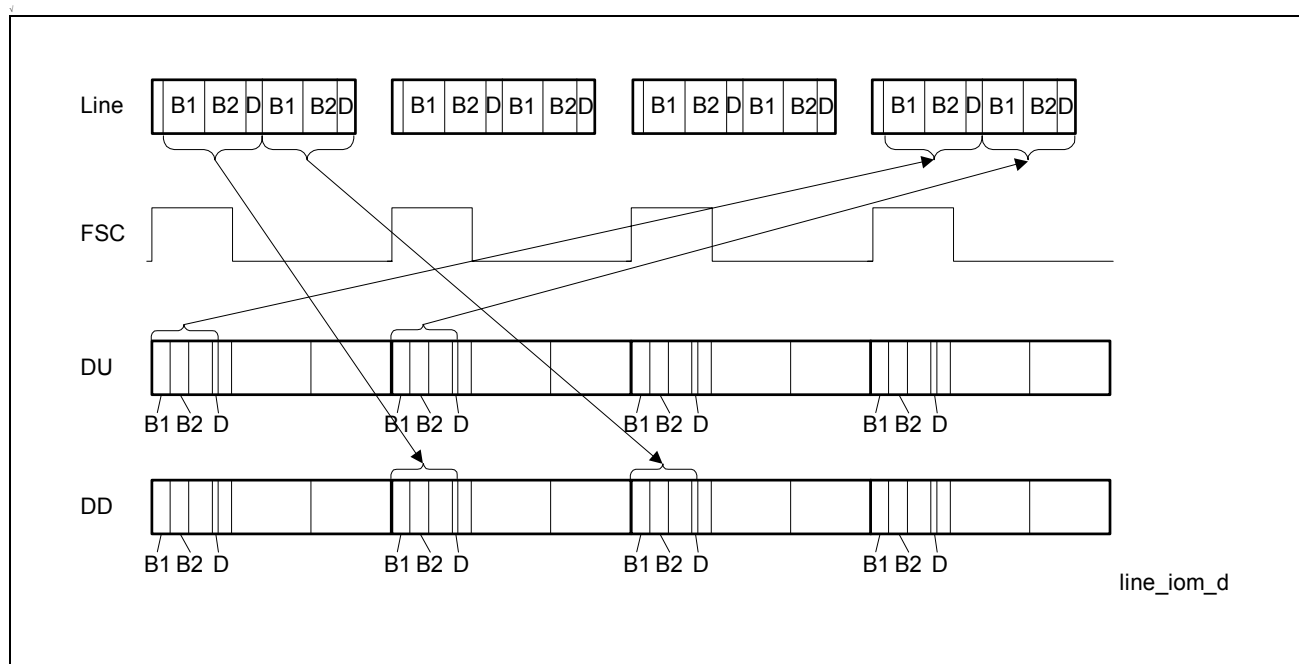 √
Line B1 B2 D B1 B2 D B1 B2 D B1 B2 D B1 B2 D B1 B2 D B1 B2 D B1 B2 D
FSC
DU
B1 B2 D B1 B2 D B1 B2 D B1 B2 D
DD
B1 B2 D B1 B2 D B1 B2 D B1 B2 D
line_iom_d